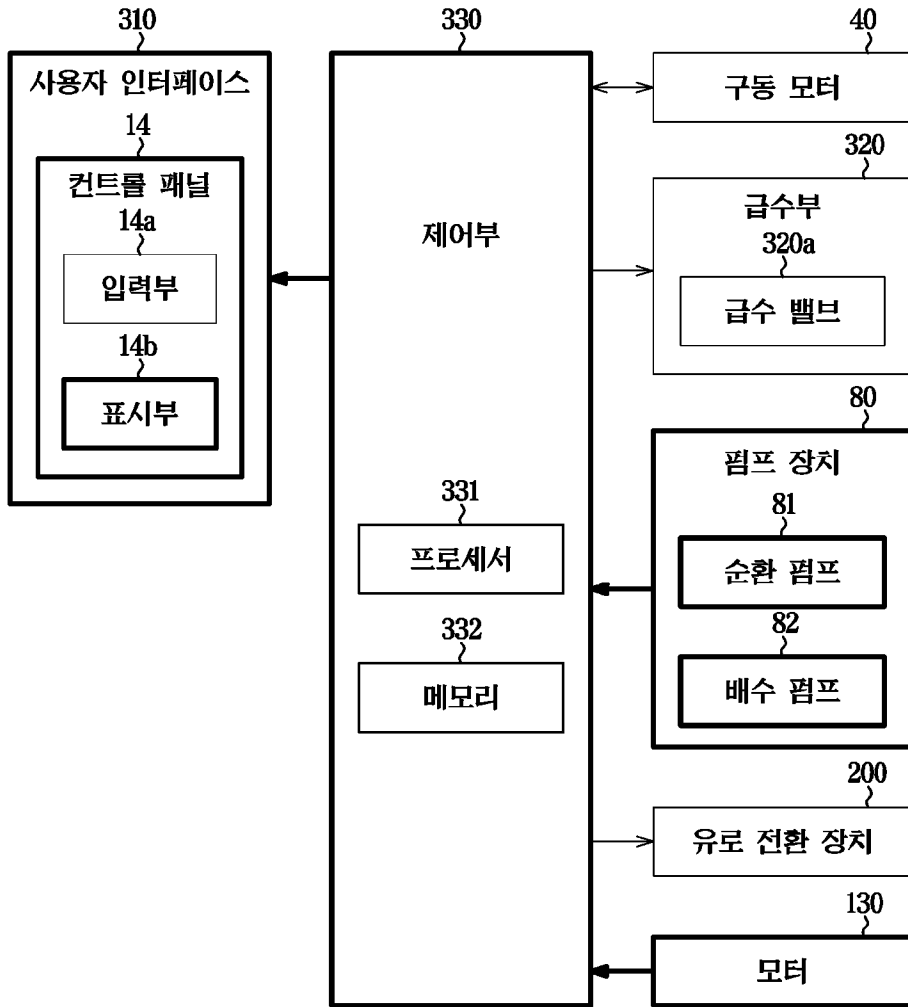 310
사용자 인터페이스
14
컨트롤 패널
14a
입력부
14b
표시부
330
제어부
331
프로세서
332
메모리
40
구동 모터
320
급수부
320a
급수 밸브
80
펌프 장치
81
순환 펌프
82
배수 펌프
200
유로 전환 장치
130
모터